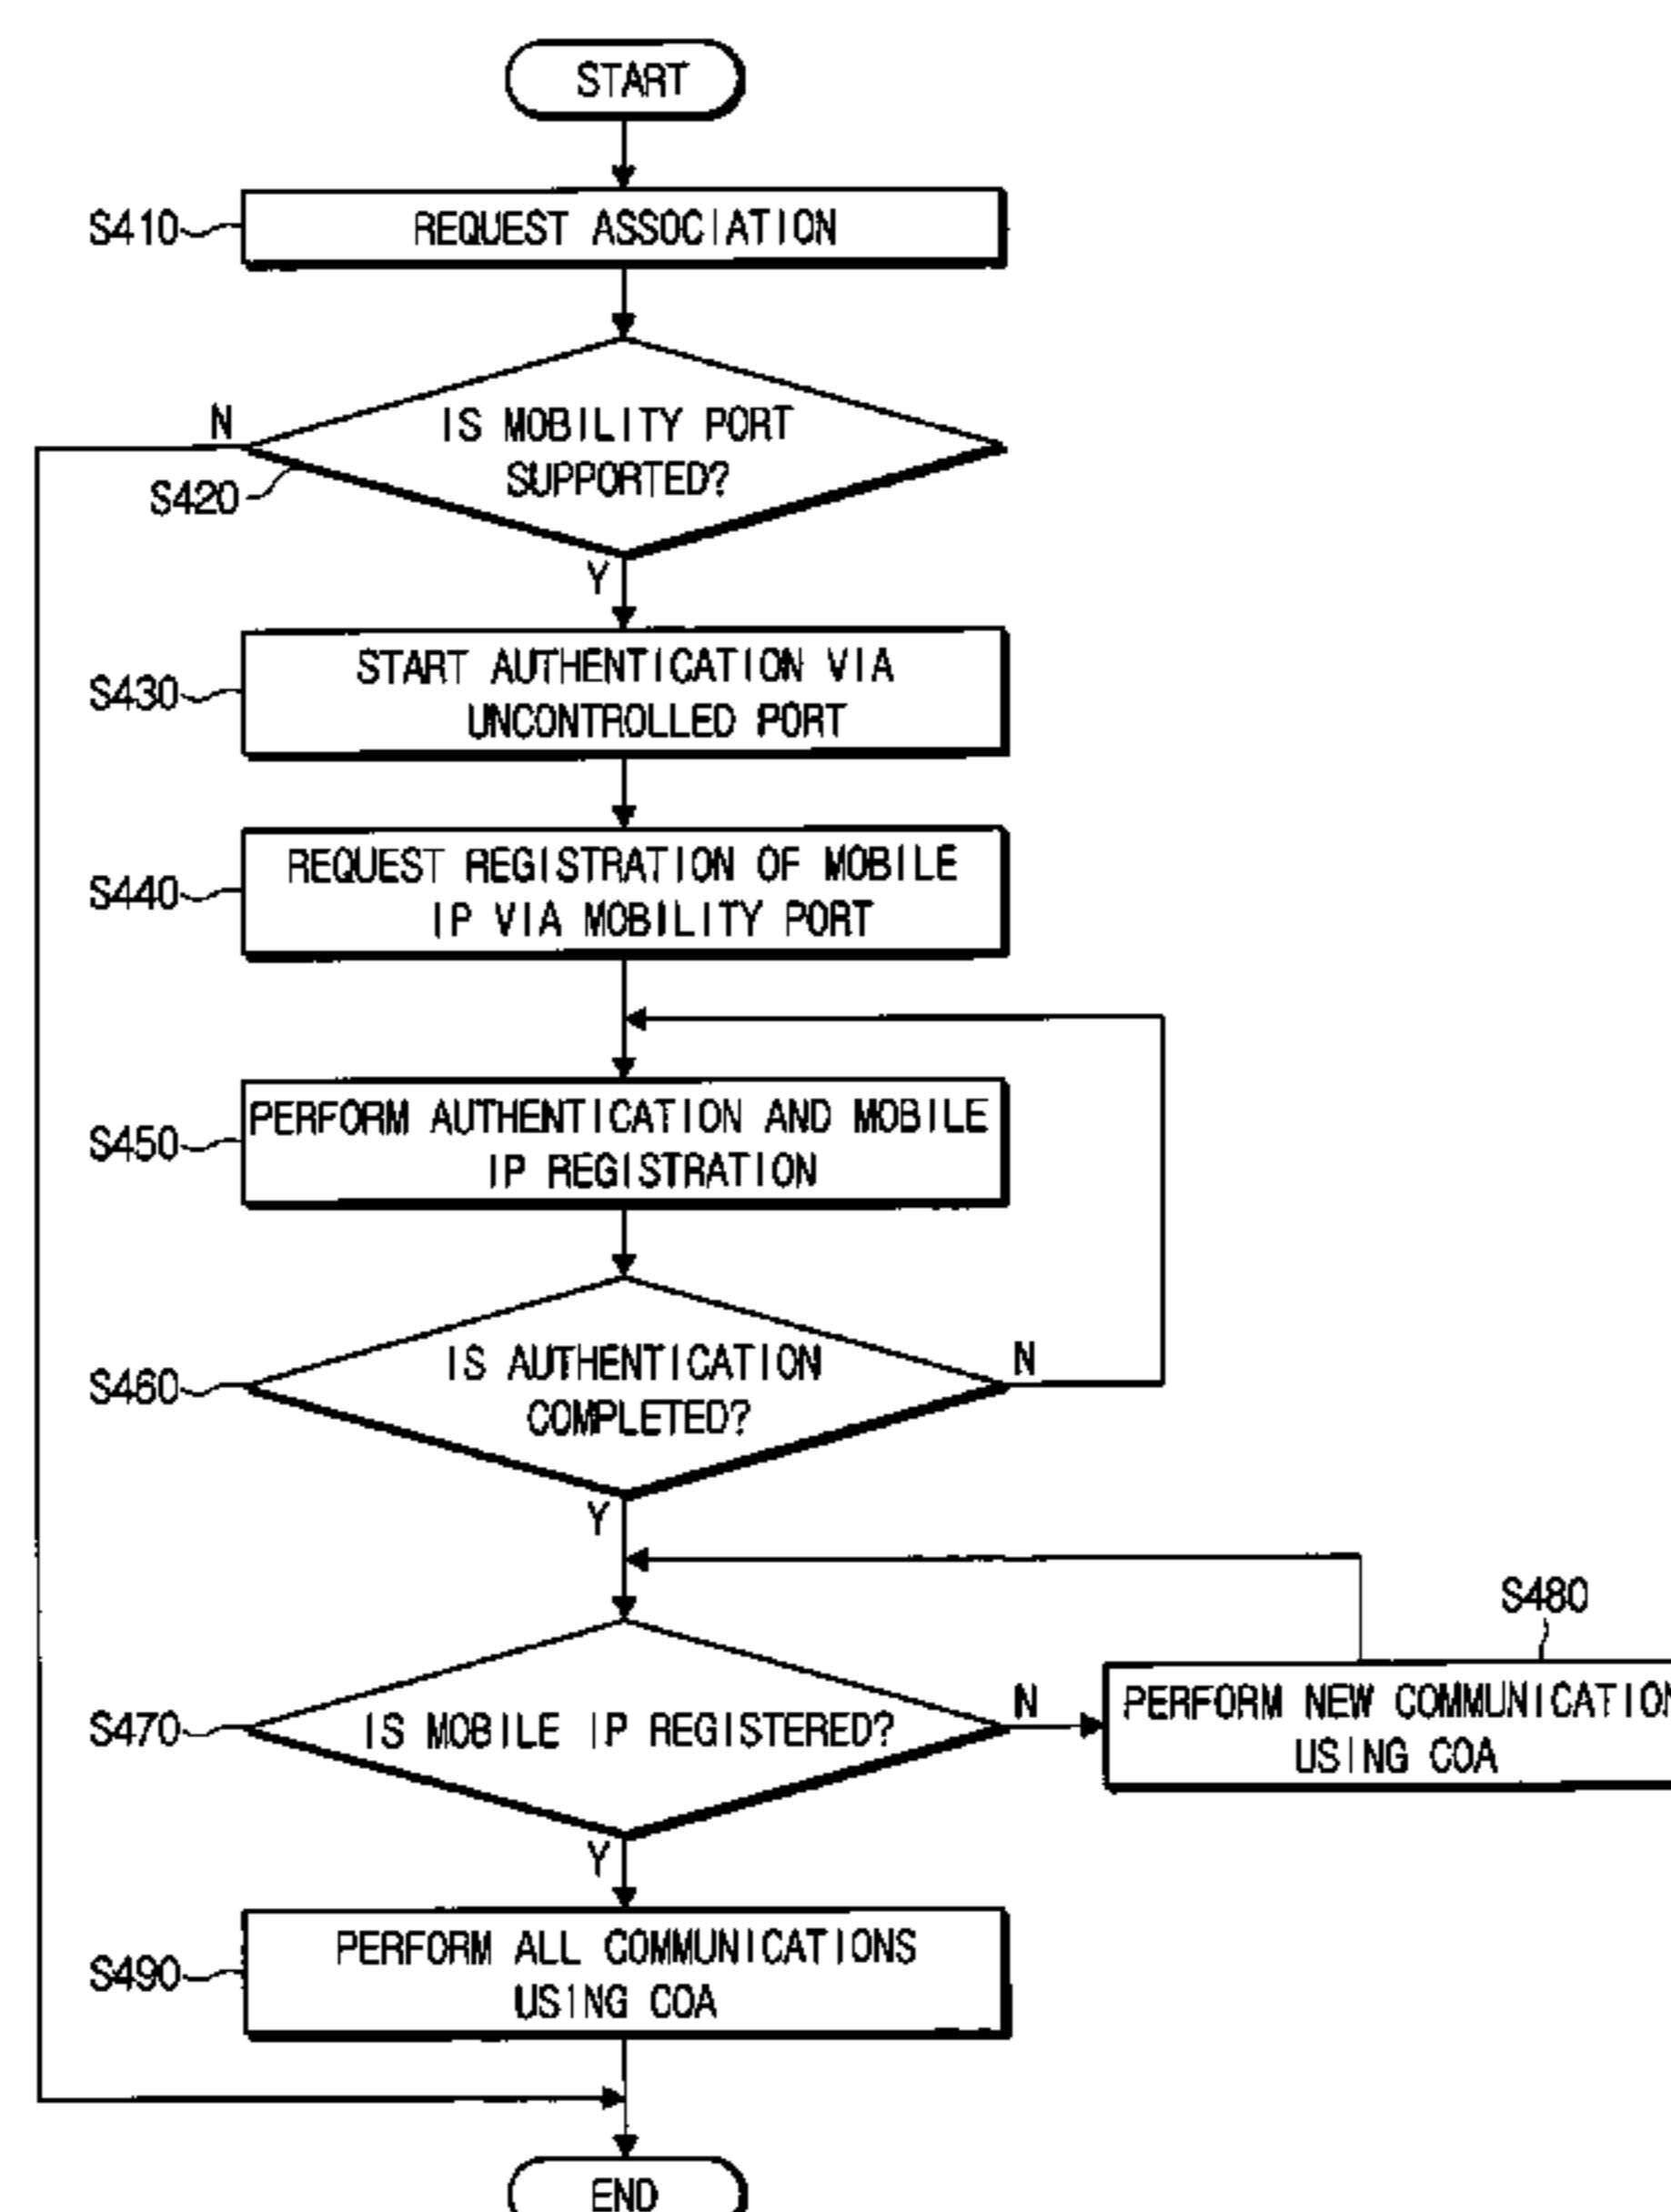 START
S410
REQUEST ASSOCIATION
N
IS MOBILITY PORT
SUPPORTED?
S420
Y
S430
START AUTHENTICATION VIA
UNCONTROLLED PORT
S440
REQUEST REGISTRATION OF MOBILE
IP VIA MOBILITY PORT
S450
PERFORM AUTHENTICATION AND MOBILE
IP REGISTRATION
S460
IS AUTHENTICATION
COMPLETED?
N
Y
S480
S470
IS MOBILE IP REGISTERED?
N
PERFORM NEW COMMUNICATION
USING COA
Y
S490
PERFORM ALL COMMUNICATIONS
USING COA
END